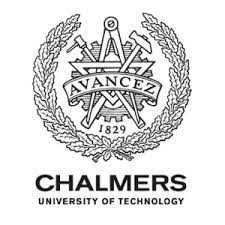 AVANCEZ
1829
CHALMERS
UNIVERSITY OF TECHNOLOGY